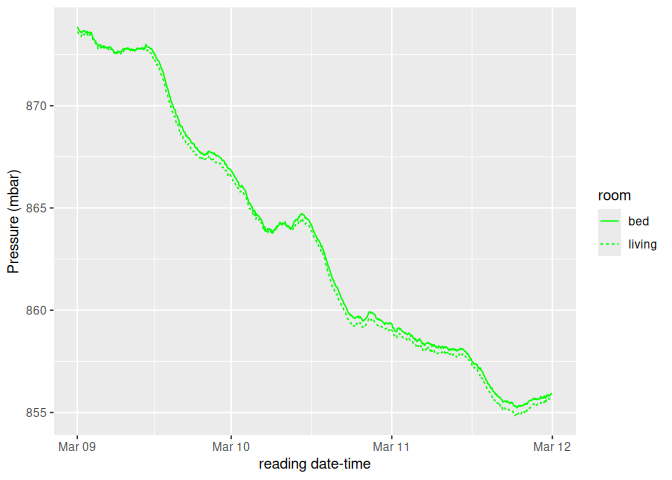 Pressure (mbar)
870
865
860
855
Mar 09 Mar 10 Mar 11 Mar 12
reading date-time
room
bed
living